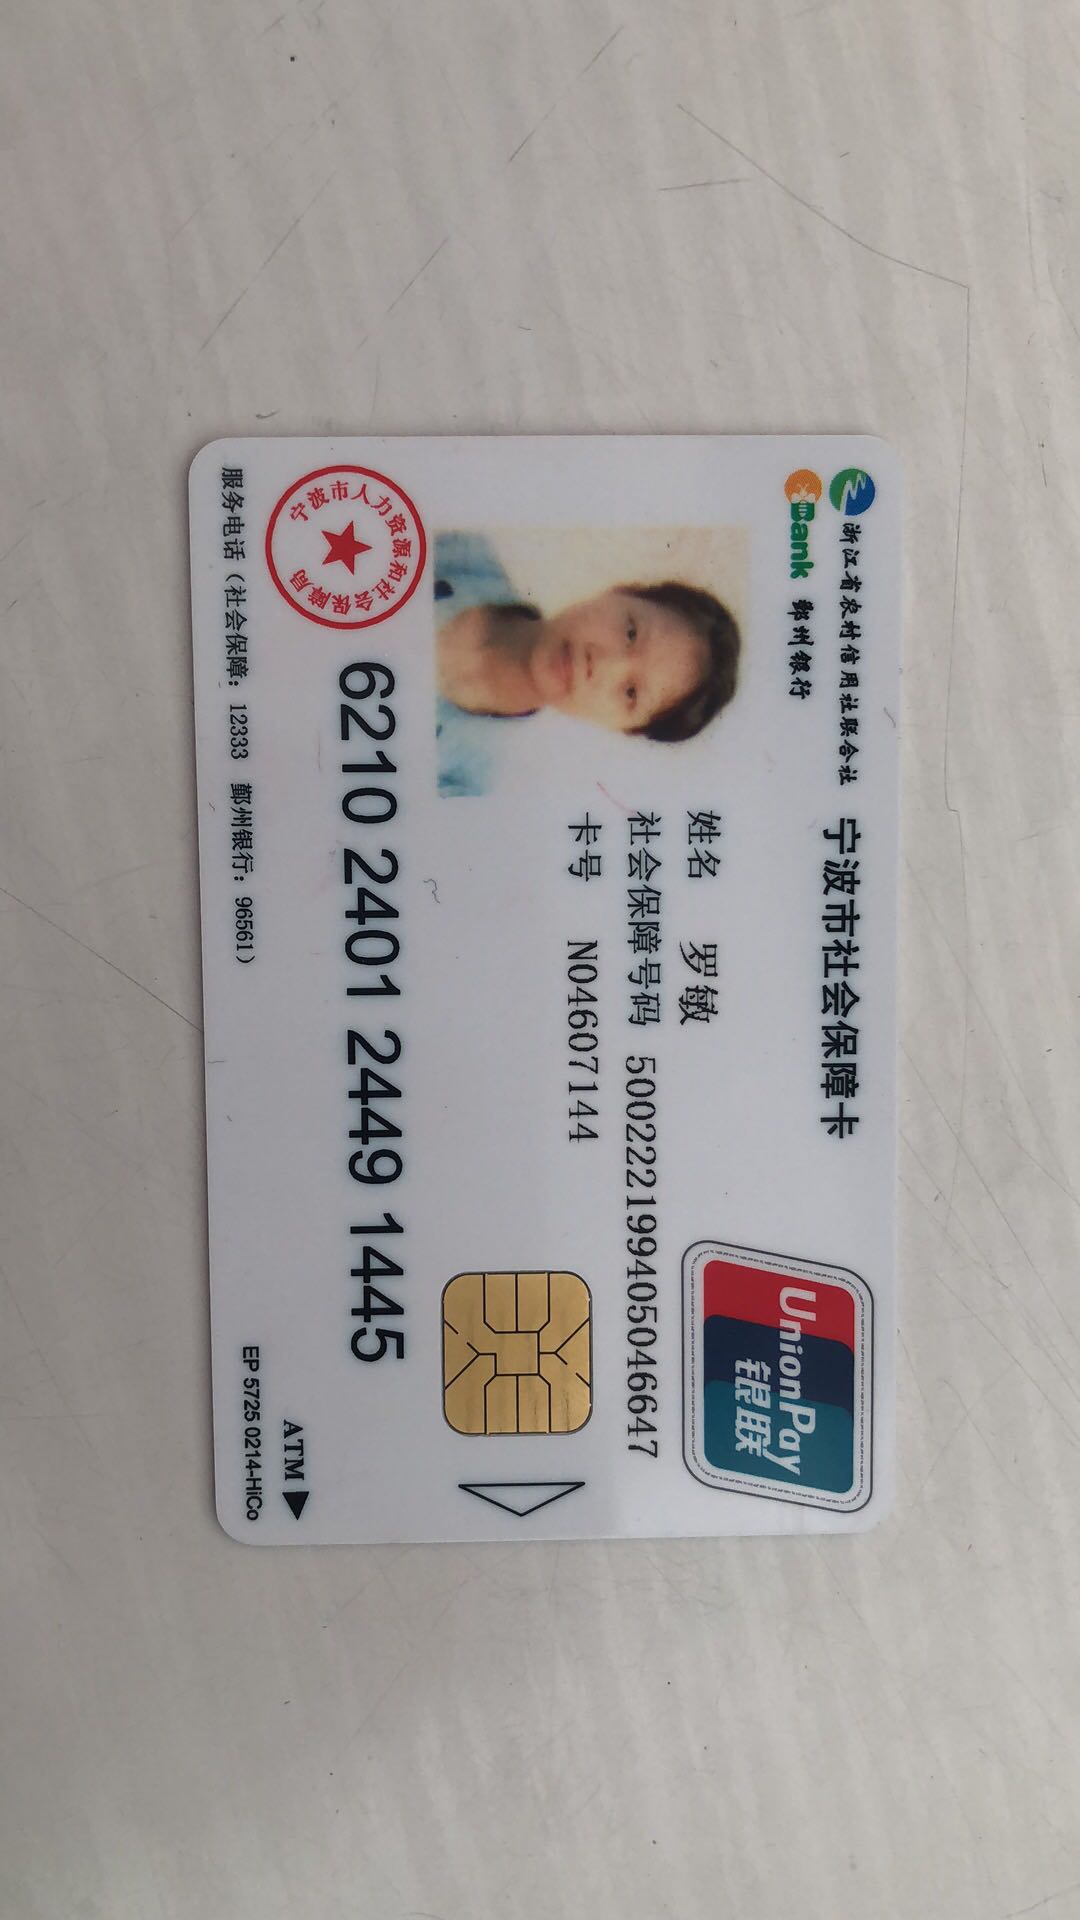 浙江省农村信用社联合社
Bank 鄞州银行
宁波市社会保障卡
UnionPay
银联
姓名 罗敏
社会保障号码 500222199405046647
卡号 N04607144
宁波市人力资源和社会保障局
6210 2401 2449 1445
ATM
服务电话（社会保障：12333 鄞州银行：96561）
EP 5725 0214-HiCo